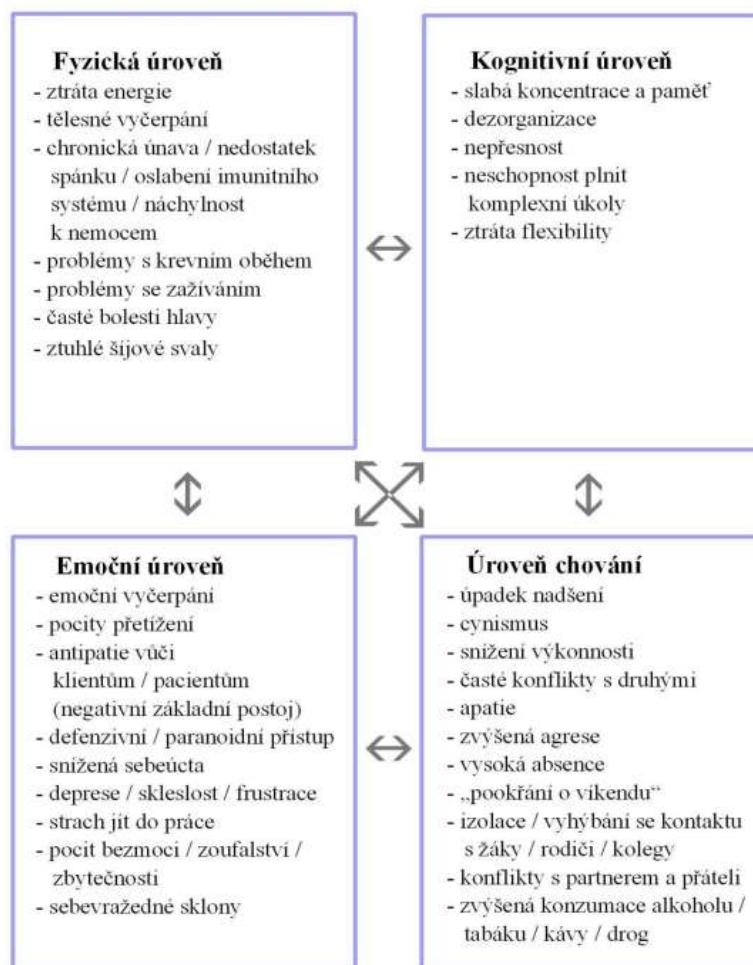 Fyzická úroveň
- ztráta energie
- tělesné vyčerpání
- chronická únava / nedostatek
spánku / oslabení imunitního
systému / náchylnost
k nemocem
- problémy s krevním oběhem
- problémy se zažíváním
- časté bolesti hlavy
- ztuhlé šíjové svaly
Kognitivní úroveň
- slabá koncentrace a paměť
- dezorganizace
- nepřesnost
- neschopnost plnit
komplexní úkoly
- ztráta flexibility
Emoční úroveň
- emoční vyčerpání
- pocity přetížení
- antipatie vůči
klientům / pacientům
(negativní základní postoj)
- defenzivní / paranoidní přístup
- snížená sebeúcta
- deprese / skleslost / frustrace
- strach jít do práce
- pocit bezmoci / zoufalství /
zbytečnosti
- sebevražedné sklony
Úroveň chování
- úpadek nadšení
- cynismus
- snížení výkonnosti
- časté konflikty s druhými
- apatie
- zvýšená agrese
- vysoká absence
- „pookřání o víkendu“
- izolace / vyhýbání se kontaktu
s žáky / rodiči / kolegy
- konflikty s partnerem a přáteli
- zvýšená konzumace alkoholu /
tabáku / kávy / drog